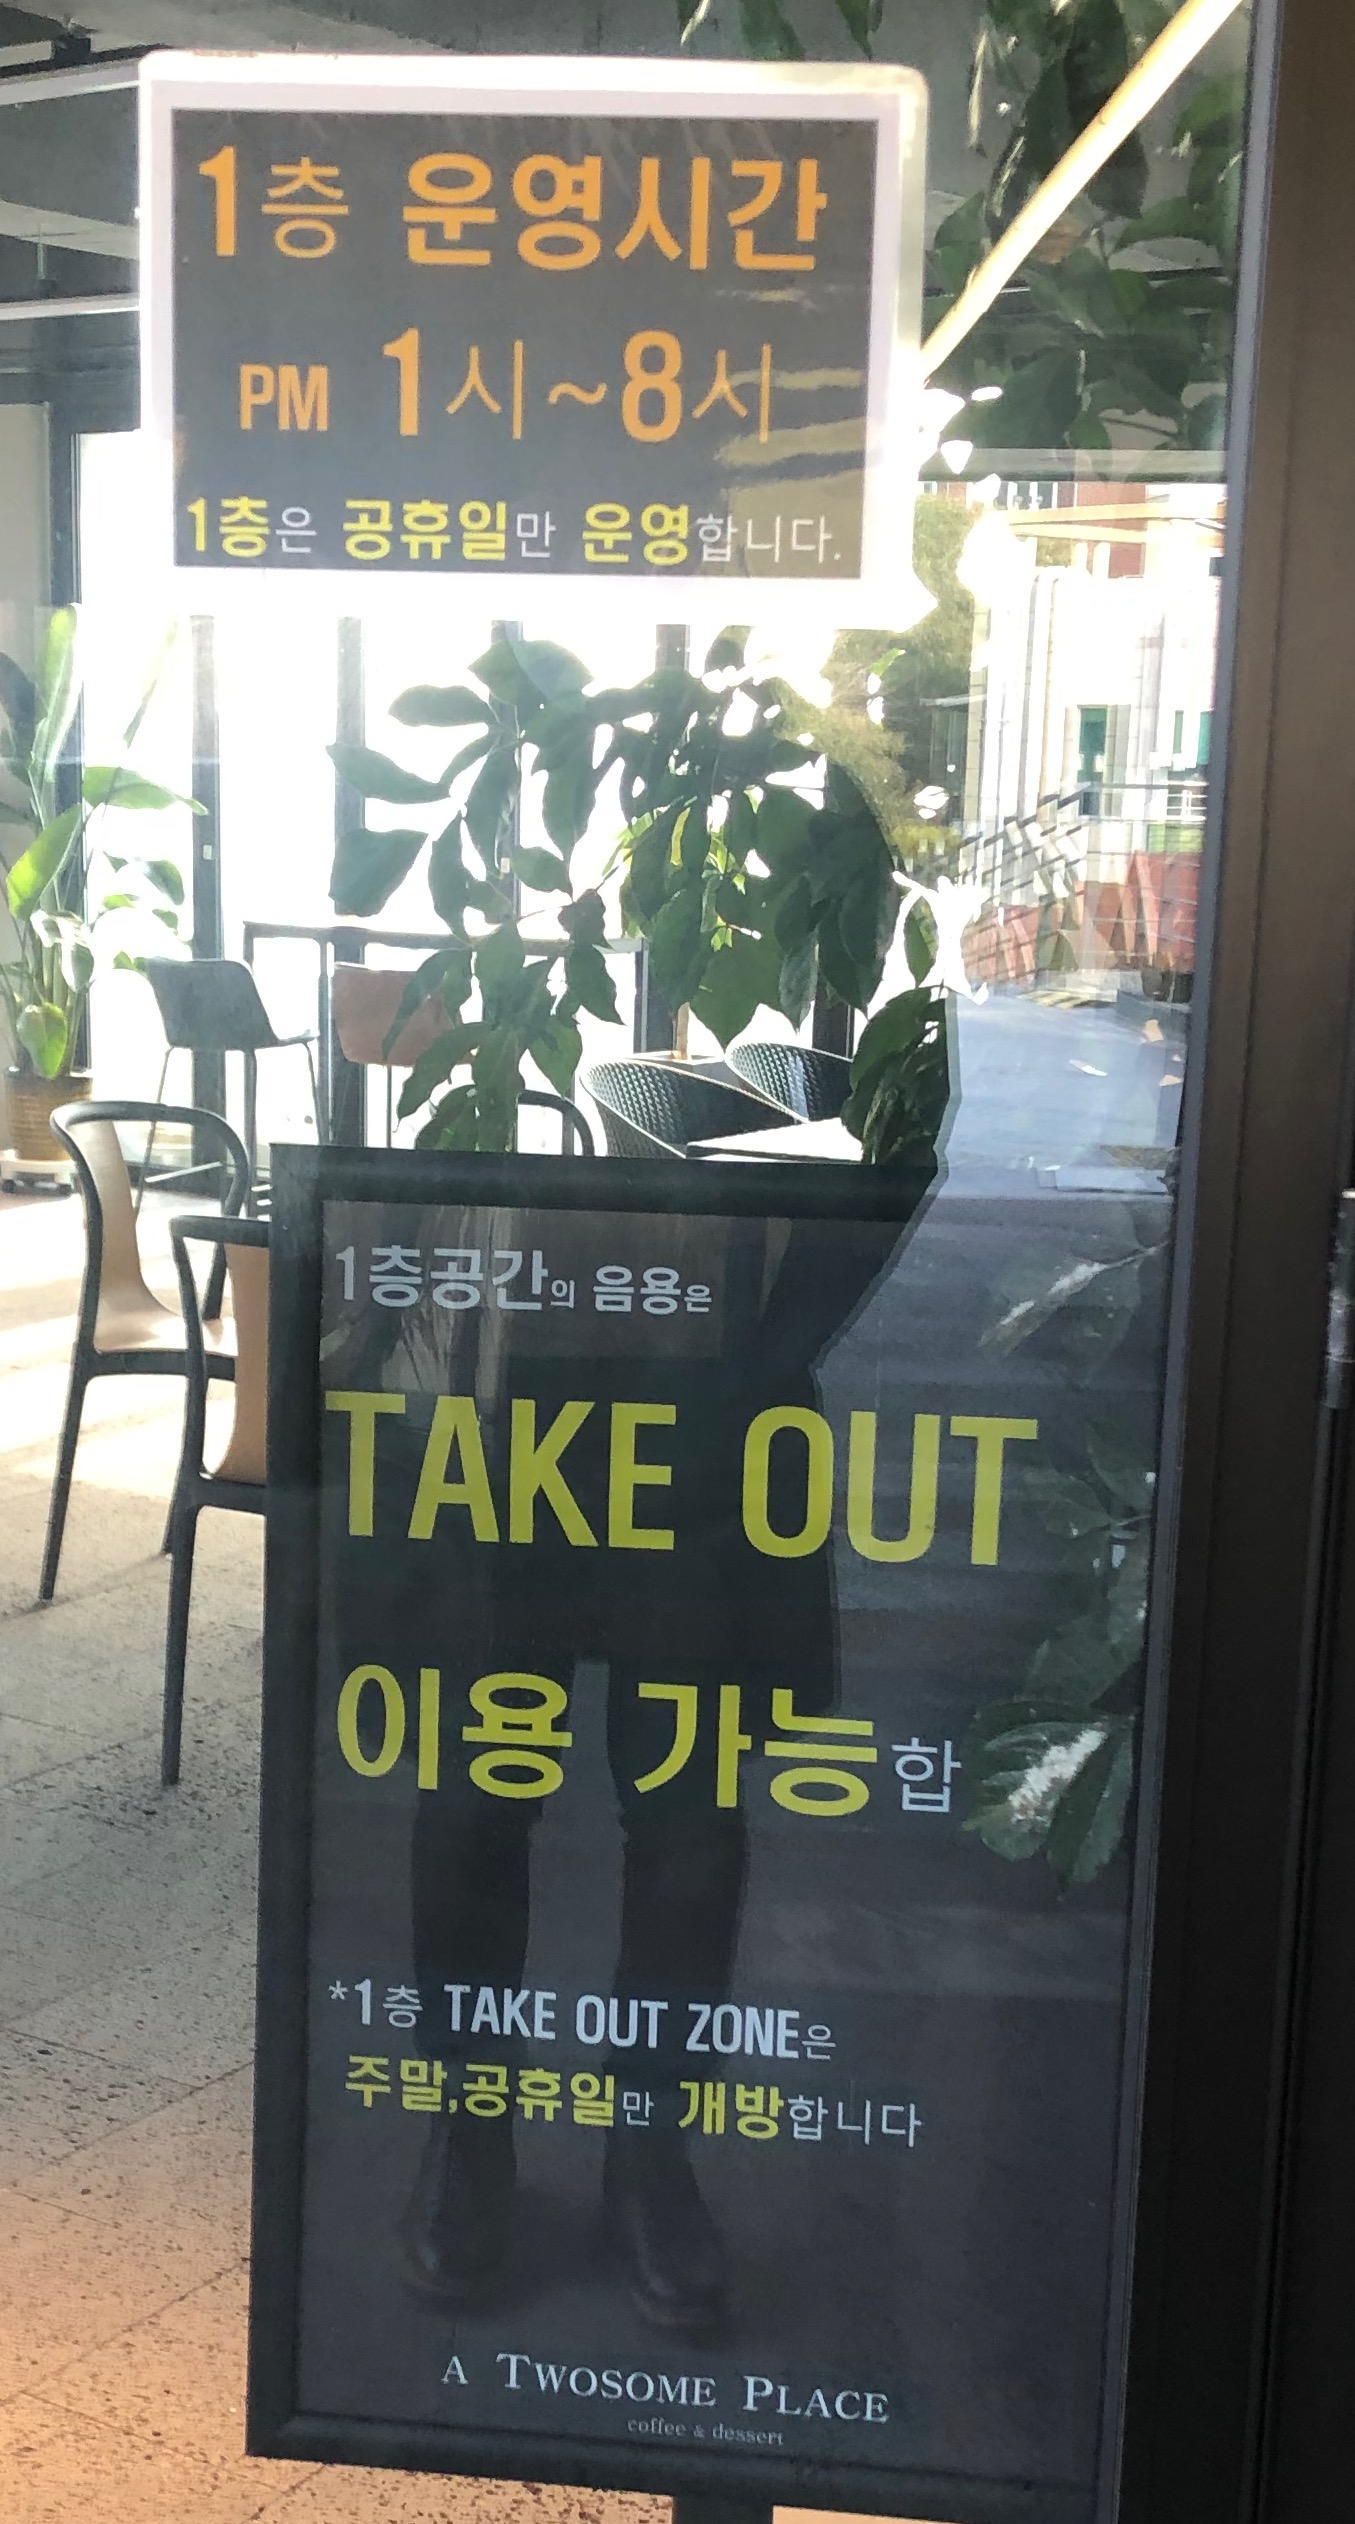 1층 운영시간
PM 1시~8시
1층은 공휴일만 운영합니다.
1층공간의 음용은
TAKE OUT
이용 가능합
*1층 TAKE OUT ZONE은
주말,공휴일만 개방합니다
A TWOSOME PLACE
coffee & dessert